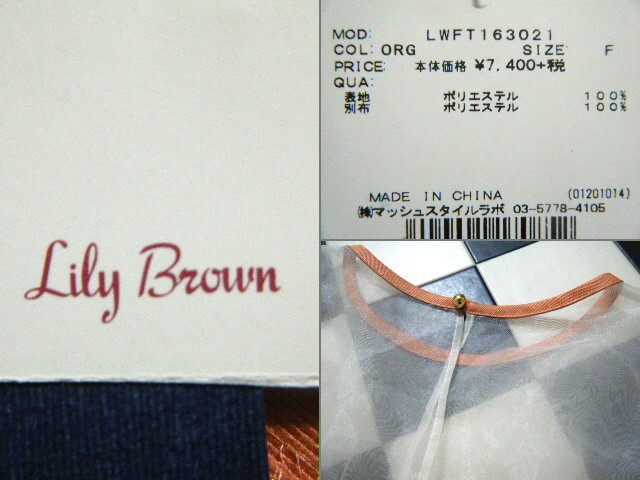 Lily Brown
MOD: LWFT163021
COL: ORG SIZE F
PRICE: 本体価格 ¥7,400+税
QUA:
表地 ポリエステル 100%
別布 ポリエステル 100%
MADE IN CHINA (01201014)
㈱マッシュスタイルラボ 03-5778-4105